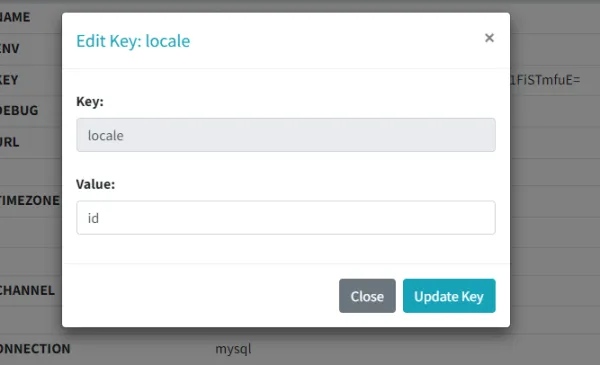 NAME
ENV
KEY
DEBUG
URL
TIMEZONE
CHANNEL
ONNECTION
mysql
1FiSTmfuE=
Edit Key: locale
×
Key:
locale
Value:
id
Close
Update Key